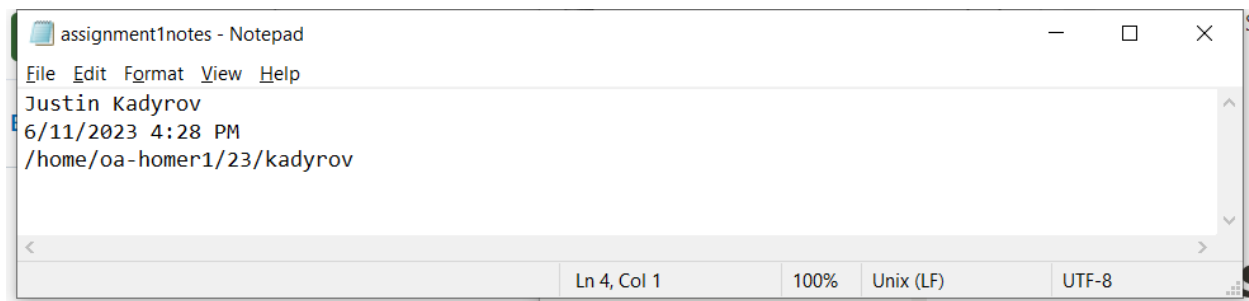 assignment1notes - Notepad
File Edit Format View Help
Justin Kadyrov
6/11/2023 4:28 PM
/home/oa-homer1/23/kadyrov
Ln 4, Col 1 100% Unix (LF) UTF-8